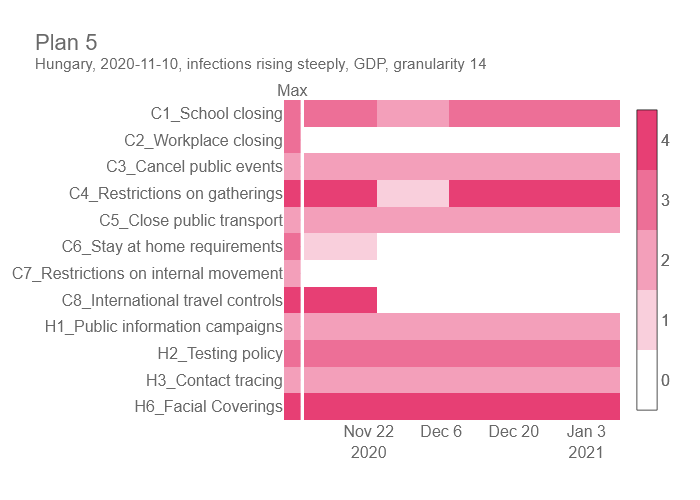 Plan 5
Hungary, 2020-11-10, infections rising steeply, GDP, granularity 14
Max
C1_School closing
C2_Workplace closing
C3_Cancel public events
C4_Restrictions on gatherings
C5_Close public transport
C6_Stay at home requirements
C7_Restrictions on internal movement
C8_International travel controls
H1_Public information campaigns
H2_Testing policy
H3_Contact tracing
H6_Facial Coverings
4
3
2
1
0
Nov 22 Dec 6 Dec 20 Jan 3
2020 2021